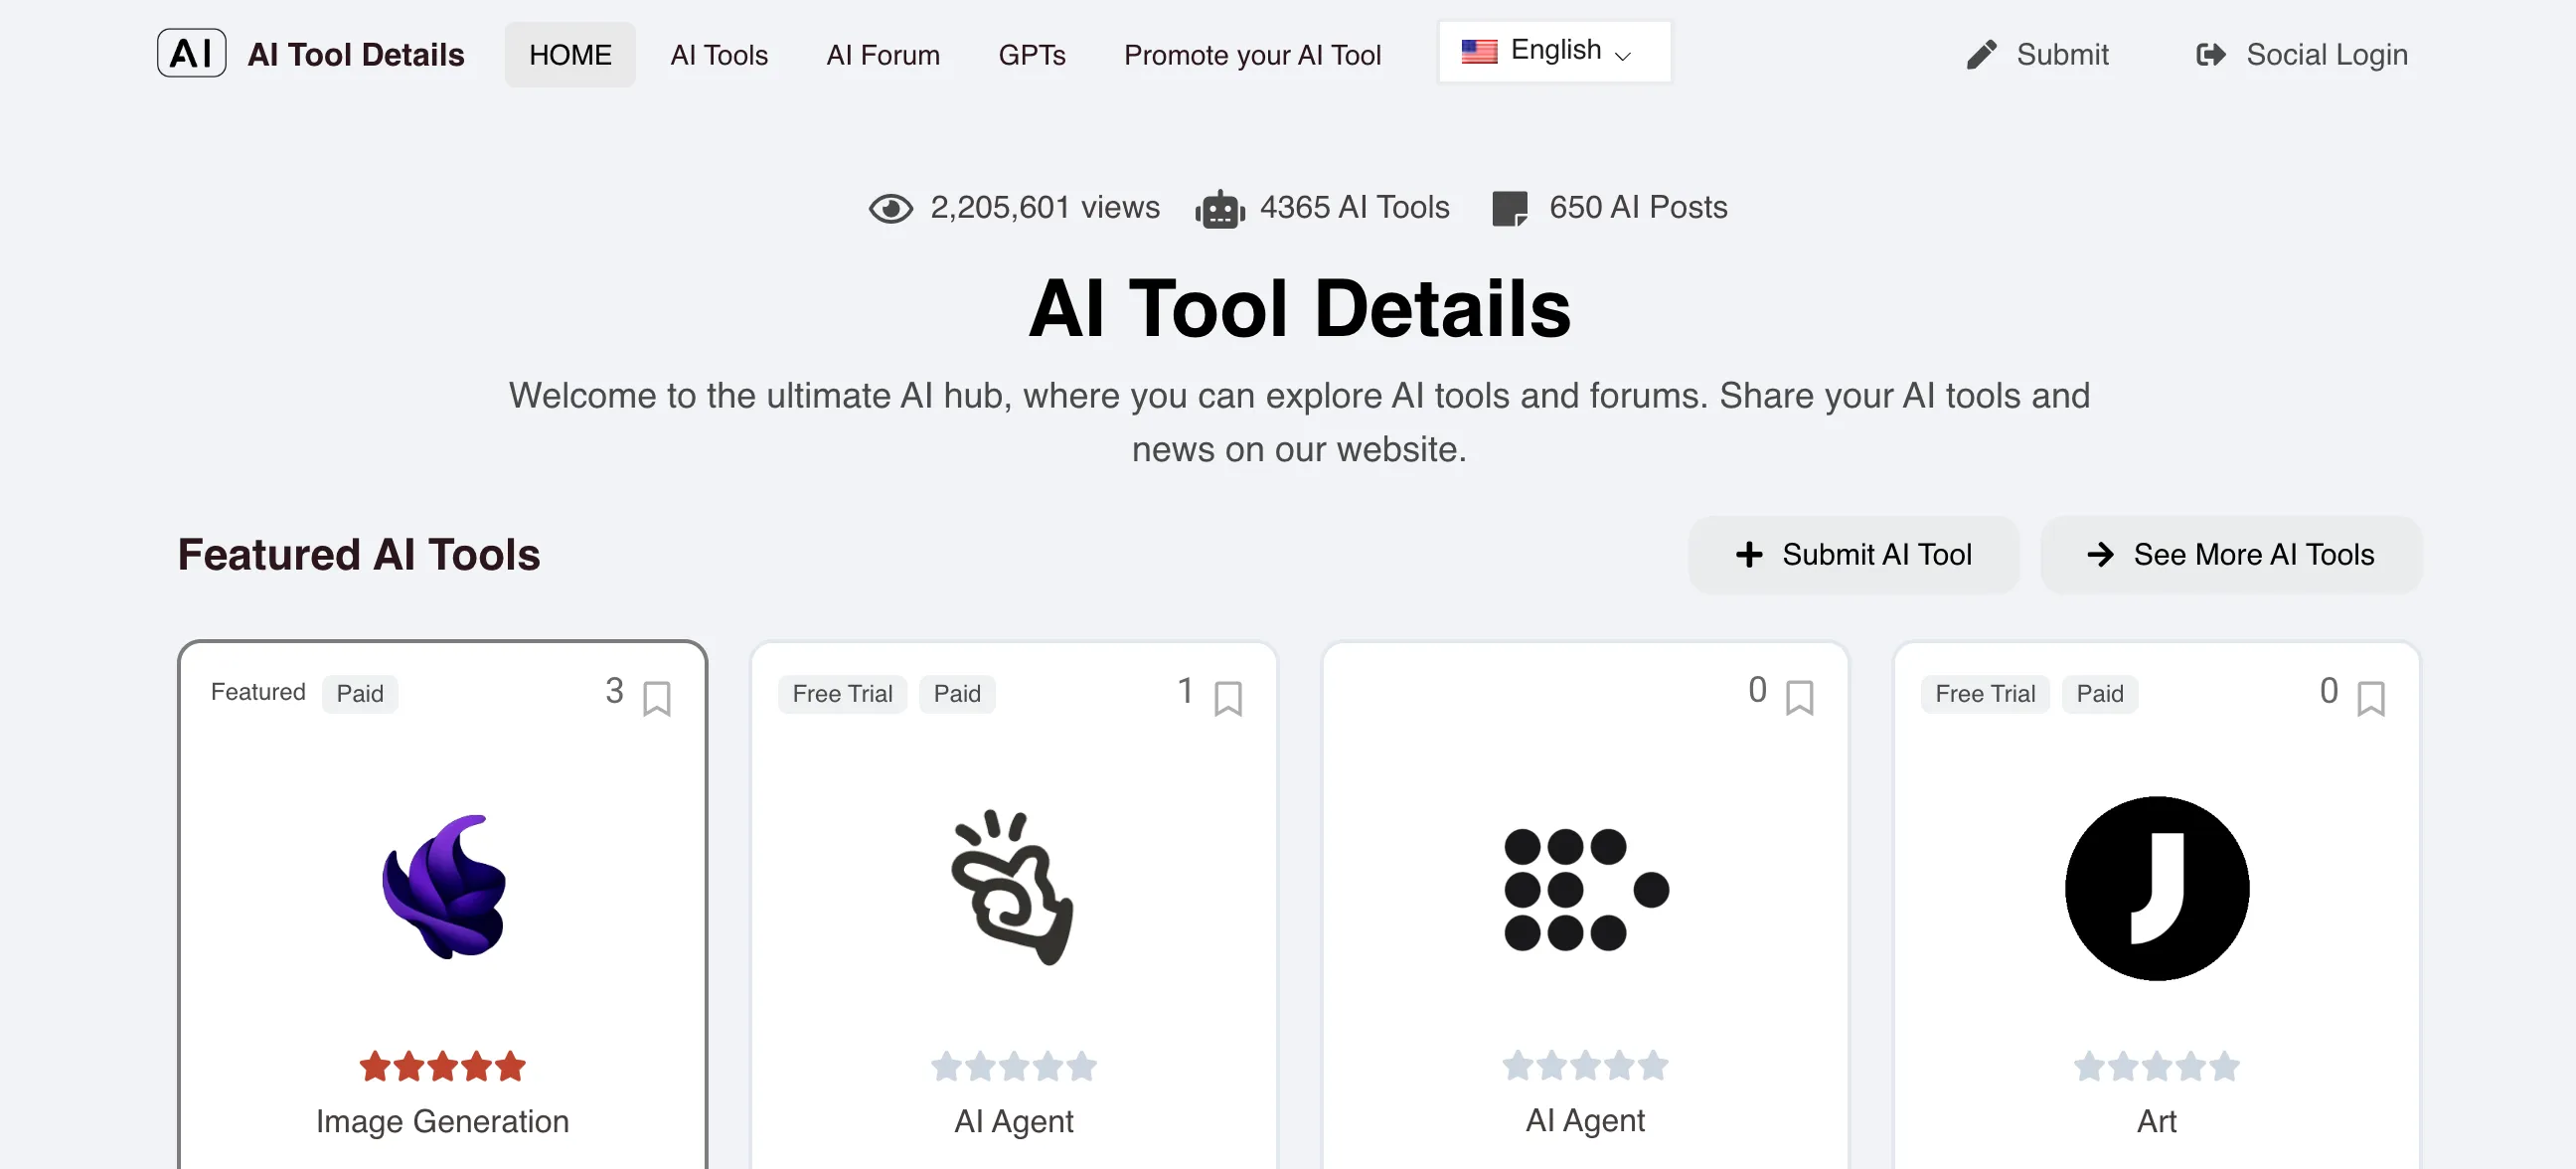 AI AI Tool Details HOME AI Tools AI Forum GPTs Promote your AI Tool English Submit Social Login
2,205,601 views 4365 AI Tools 650 AI Posts
AI Tool Details
Welcome to the ultimate AI hub, where you can explore AI tools and forums. Share your AI tools and
news on our website.
Featured AI Tools Submit AI Tool See More AI Tools
Featured Paid 3 Free Trial Paid 1 0 Free Trial Paid 0
J
Image Generation AI Agent AI Agent Art